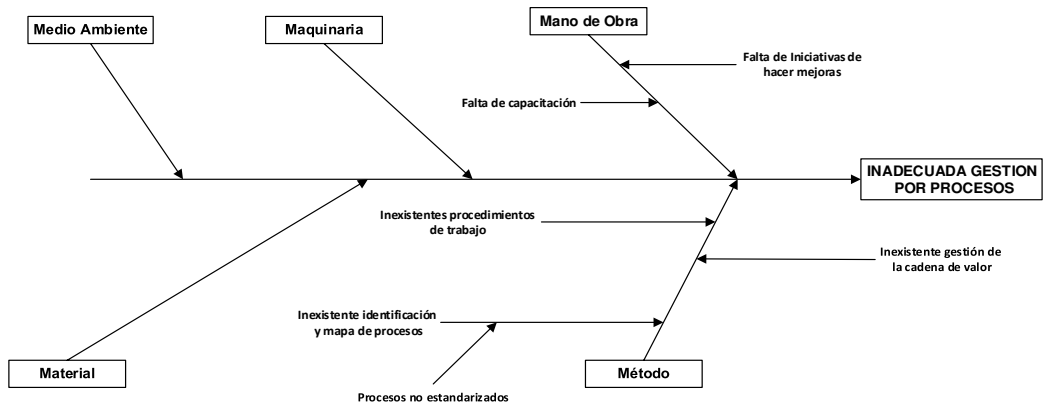 Medio Ambiente
Maquinaria
Mano de Obra
Falta de Iniciativas de
hacer mejoras
Falta de capacitación
INADECUADA GESTION
POR PROCESOS
Inexistentes procedimientos
de trabajo
Inexistente gestión de
la cadena de valor
Inexistente identificación
y mapa de procesos
Material
Método
Procesos no estandarizados